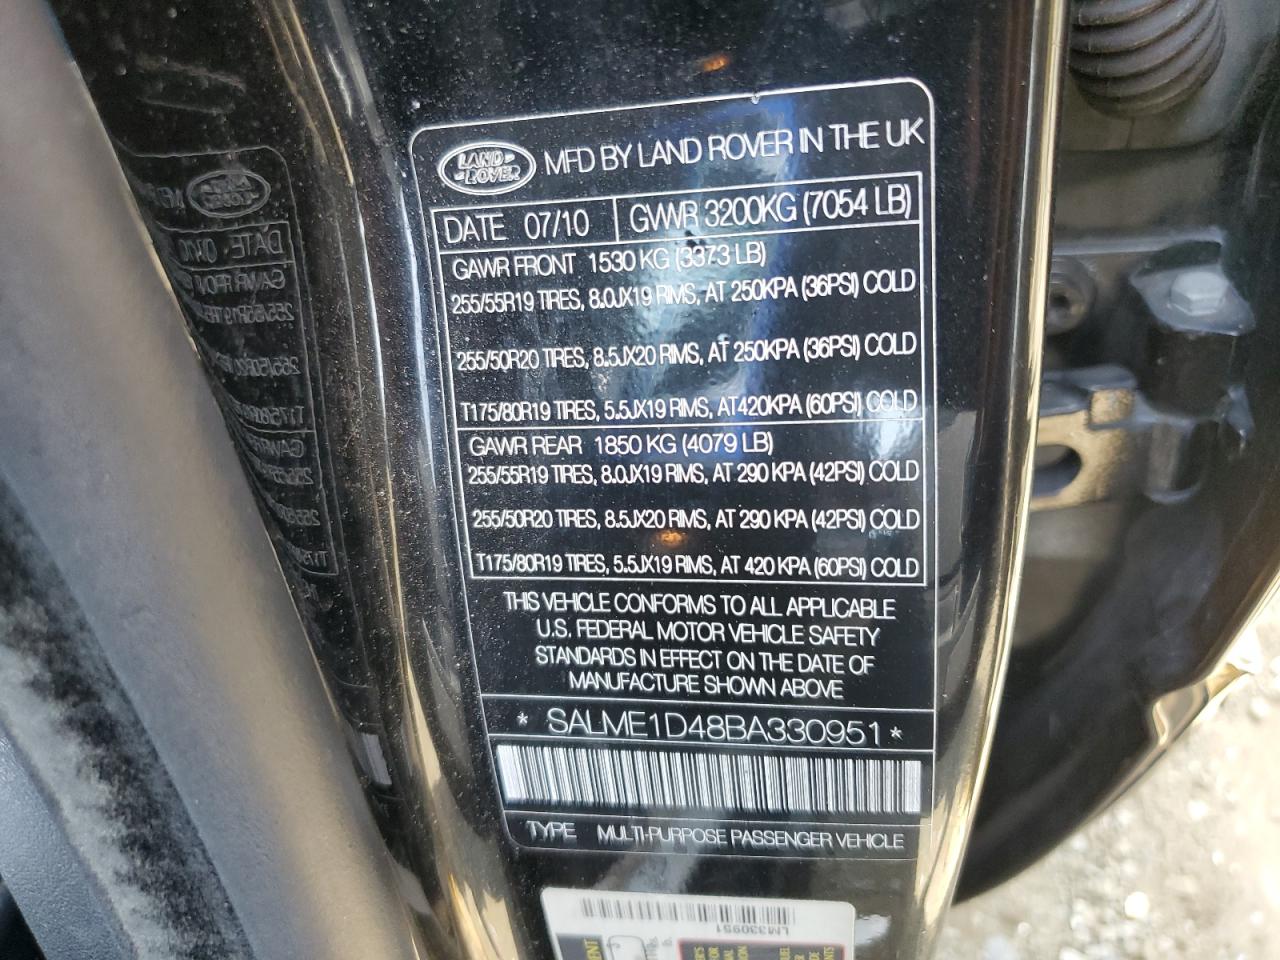 LAND ROVER MFD BY LAND ROVER IN THE UK
DATE 07/10 GVWR 3200KG (7054 LB)
GAWR FRONT 1530 KG (3373 LB)
255/55R19 TIRES, 8.0JX19 RIMS, AT 250KPA (36PSI) COLD
255/50R20 TIRES, 8.5JX20 RIMS, AT 250KPA (36PSI) COLD
T175/80R19 TIRES, 5.5JX19 RIMS, AT 420KPA (60PSI) COLD
GAWR REAR 1850 KG (4079 LB)
255/55R19 TIRES, 8.0JX19 RIMS, AT 290 KPA (42PSI) COLD
255/50R20 TIRES, 8.5JX20 RIMS, AT 290 KPA (42PSI) COLD
T175/80R19 TIRES, 5.5JX19 RIMS, AT 420 KPA (60PSI) COLD
THIS VEHICLE CONFORMS TO ALL APPLICABLE
U.S. FEDERAL MOTOR VEHICLE SAFETY
STANDARDS IN EFFECT ON THE DATE OF
MANUFACTURE SHOWN ABOVE
* SALME1D48BA330951 *
TYPE MULTI-PURPOSE PASSENGER VEHICLE
LM330951